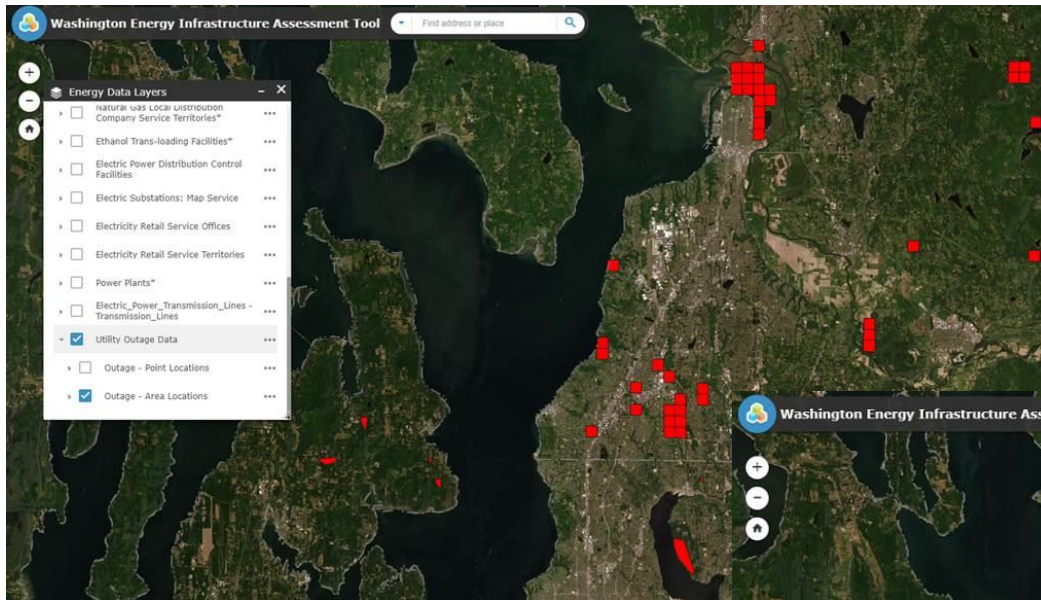 Washington Energy Infrastructure Assessment Tool
Find address or place
Energy Data Layers
Natural Gas Local Distribution
Company Service Territories*
Ethanol Trans-loading Facilities*
Electric Power Distribution Control
Facilities
Electric Substations: Map Service
Electricity Retail Service Offices
Electricity Retail Service Territories
Power Plants*
Electric_Power_Transmission_Lines -
Transmission_Lines
Utility Outage Data
Outage - Point Locations
Outage - Area Locations
Washington Energy Infrastructure Ass